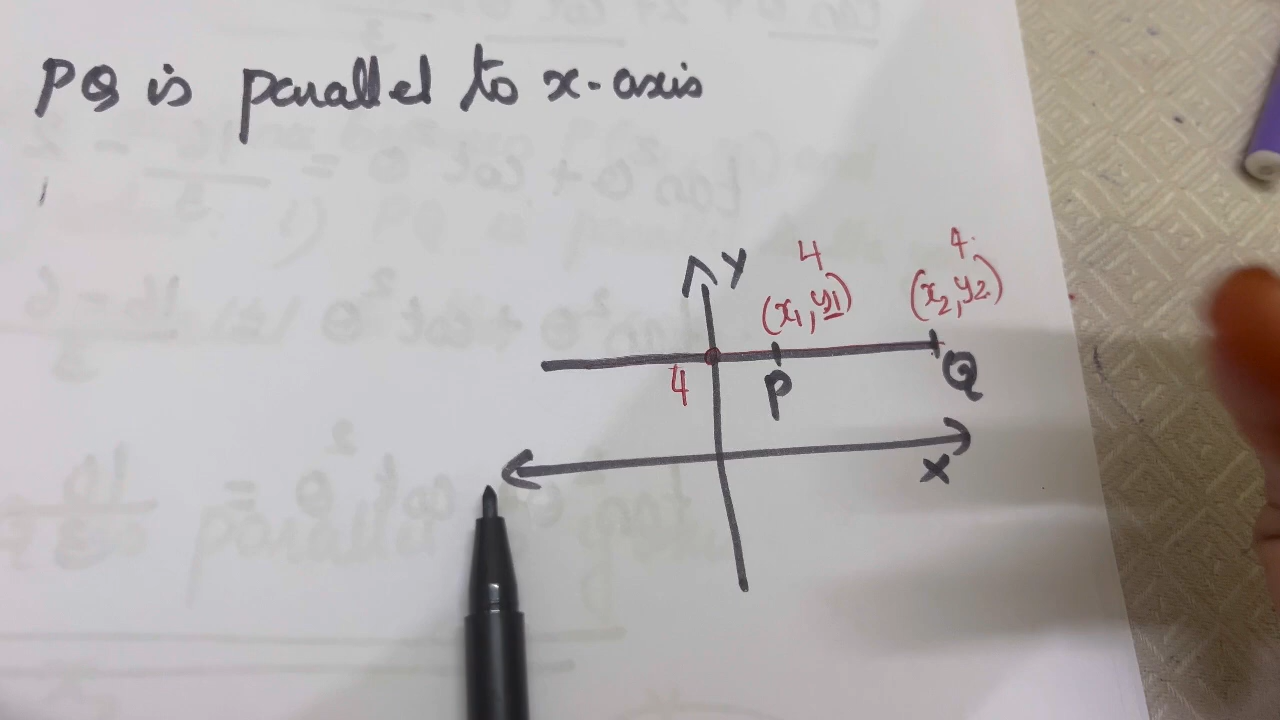 PQ is parallel to x-axis
Y
4
4
(x₁, y1)
(x₂, y2)
4
P
Q
X